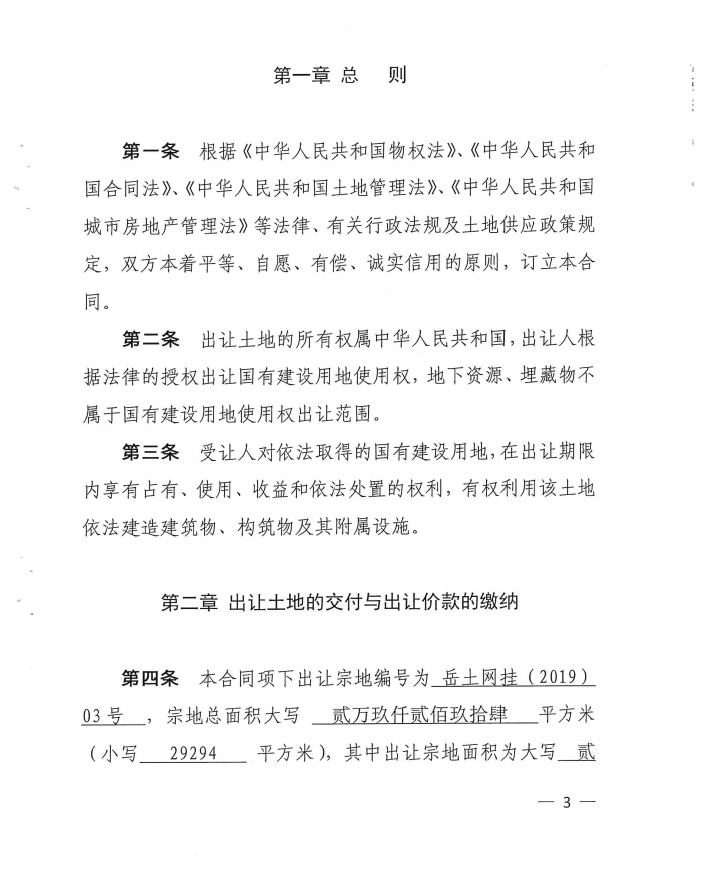 第一章 总 则
第一条 根据《中华人民共和国物权法》、《中华人民共和
国合同法》、《中华人民共和国土地管理法》、《中华人民共和国
城市房地产管理法》等法律、有关行政法规及土地供应政策规
定，双方本着平等、自愿、有偿、诚实信用的原则，订立本合
同。
第二条 出让土地的所有权属中华人民共和国，出让人根
据法律的授权出让国有建设用地使用权，地下资源、埋藏物不
属于国有建设用地使用权出让范围。
第三条 受让人对依法取得的国有建设用地，在出让期限
内享有占有、使用、收益和依法处置的权利，有权利用该土地
依法建造建筑物、构筑物及其附属设施。
第二章 出让土地的交付与出让价款的缴纳
第四条 本合同项下出让宗地编号为 岳土网挂（2019）
03号 ，宗地总面积大写 贰万玖仟贰佰玖拾肆 平方米
（小写 29294 平方米），其中出让宗地面积为大写 贰
— 3 —